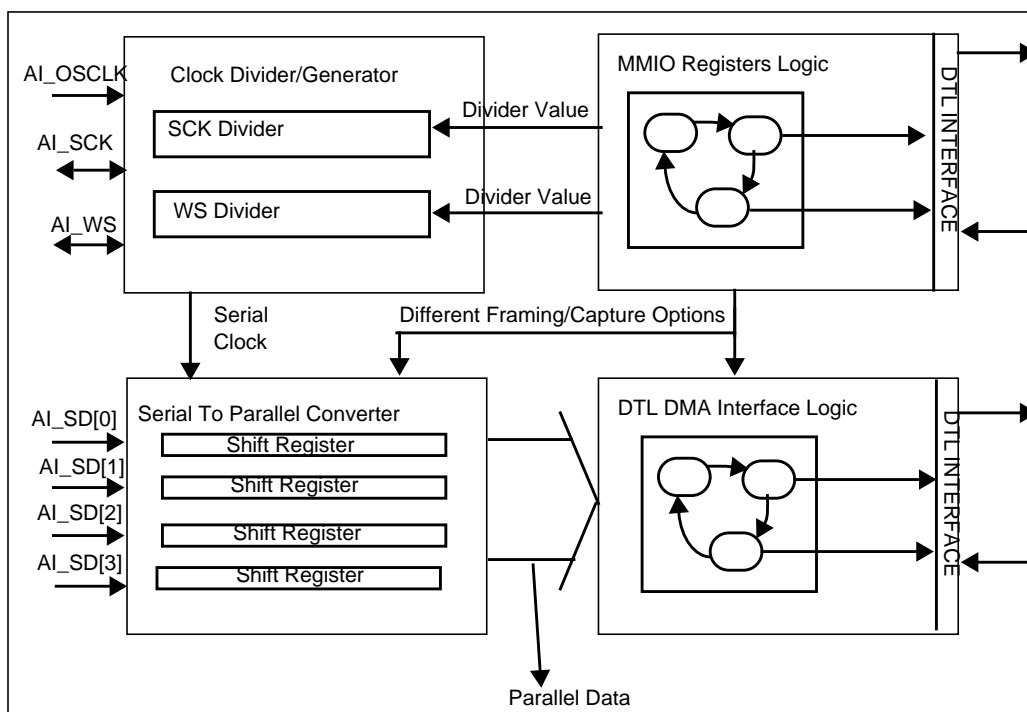 AI_OSCLK
AI_SCK
AI_WS
Clock Divider/Generator
SCK Divider
WS Divider
Divider Value
Divider Value
MMIO Registers Logic
DTL INTERFACE
Serial
Clock
Different Framing/Capture Options
AI_SD[0]
AI_SD[1]
AI_SD[2]
AI_SD[3]
Serial To Parallel Converter
Shift Register
Shift Register
Shift Register
Shift Register
DTL DMA Interface Logic
DTL INTERFACE
Parallel Data